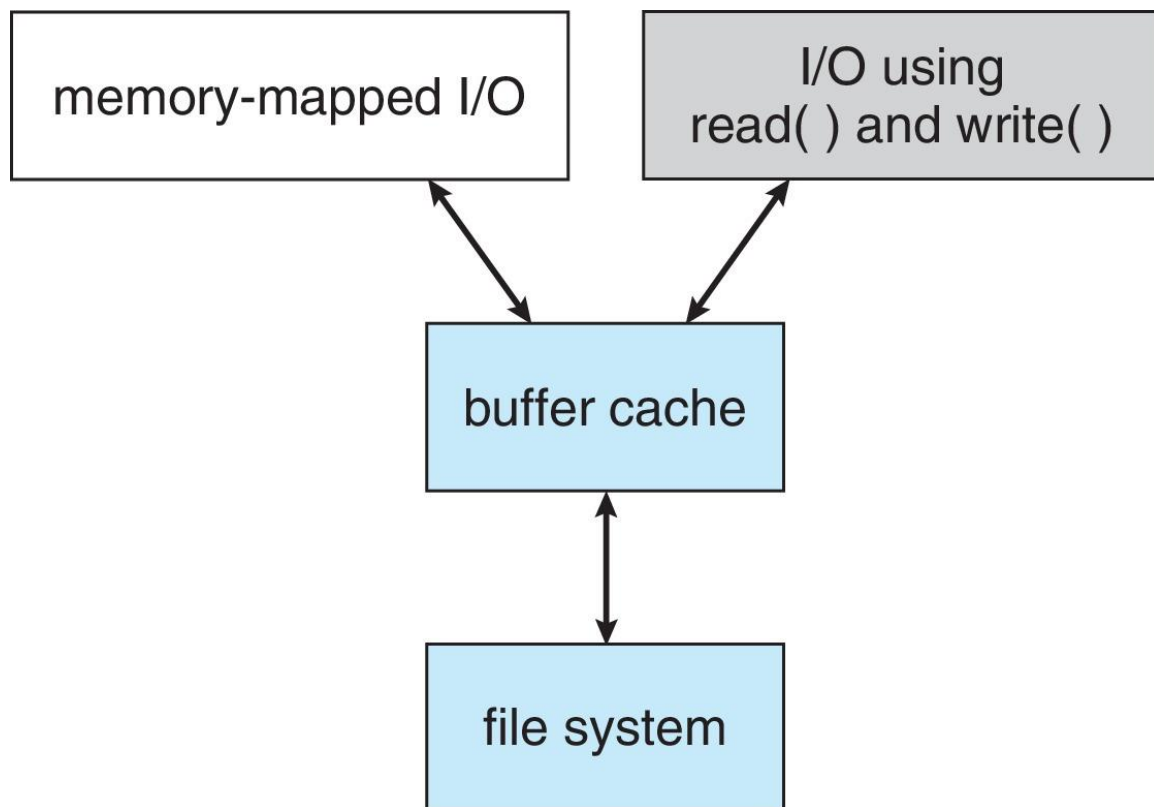 memory-mapped I/O
I/O using
read( ) and write( )
buffer cache
file system